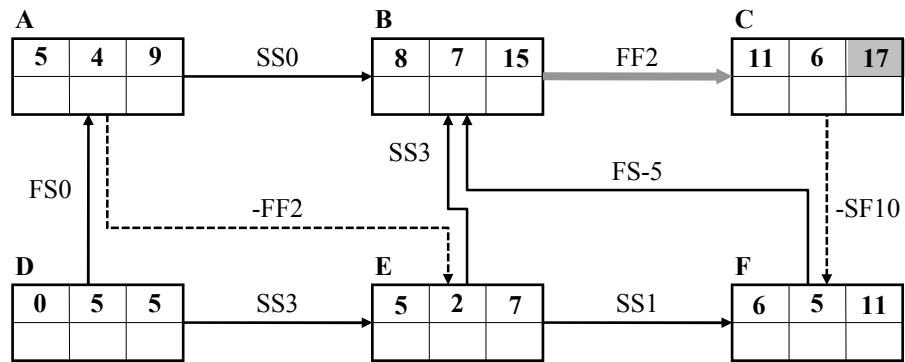 A B C
5 4 9 SS0 8 7 15 FF2 11 6 17
SS3
FS-5
FS0
-FF2
-SF10
D E F
0 5 5 SS3 5 2 7 SS1 6 5 11